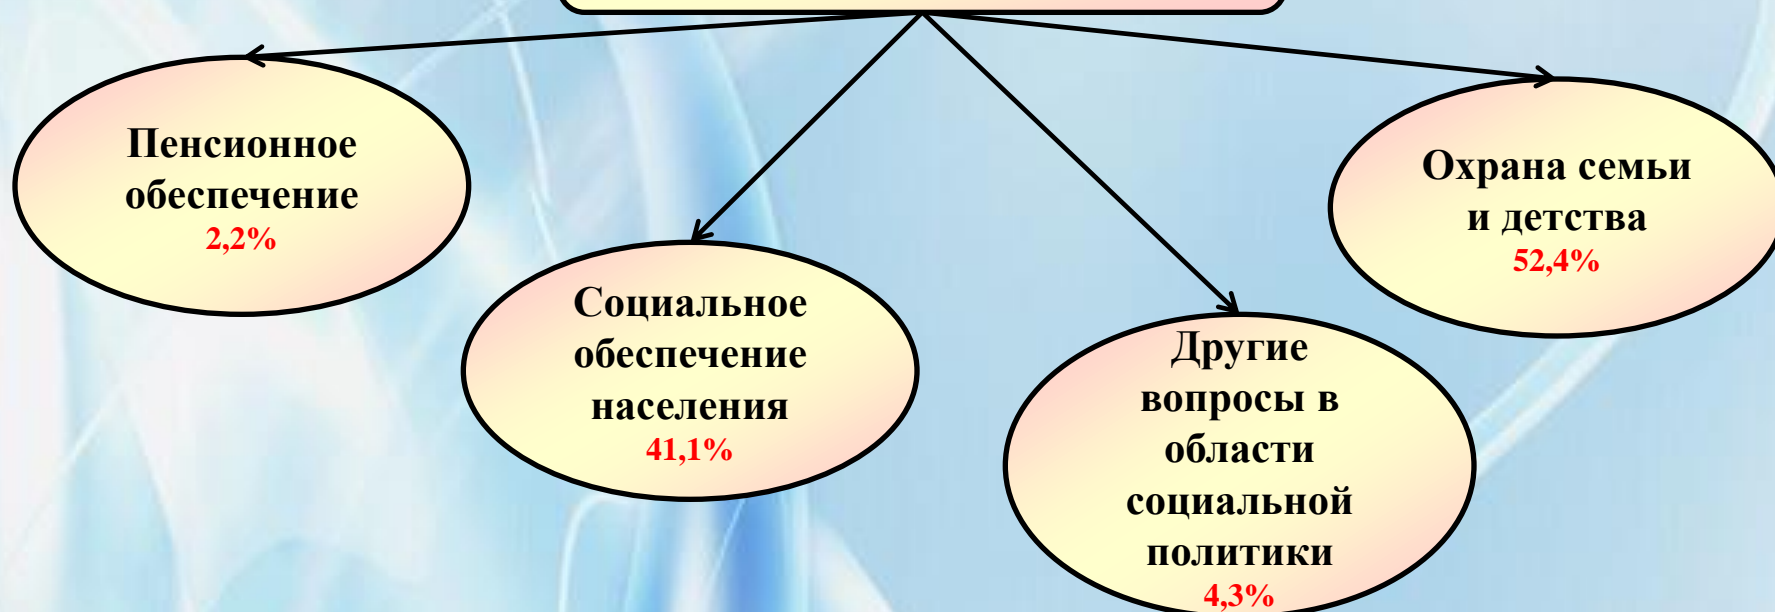 Пенсионное
обеспечение
2,2%
Социальное
обеспечение
населения
41,1%
Другие
вопросы в
области
социальной
политики
4,3%
Охрана семьи
и детства
52,4%